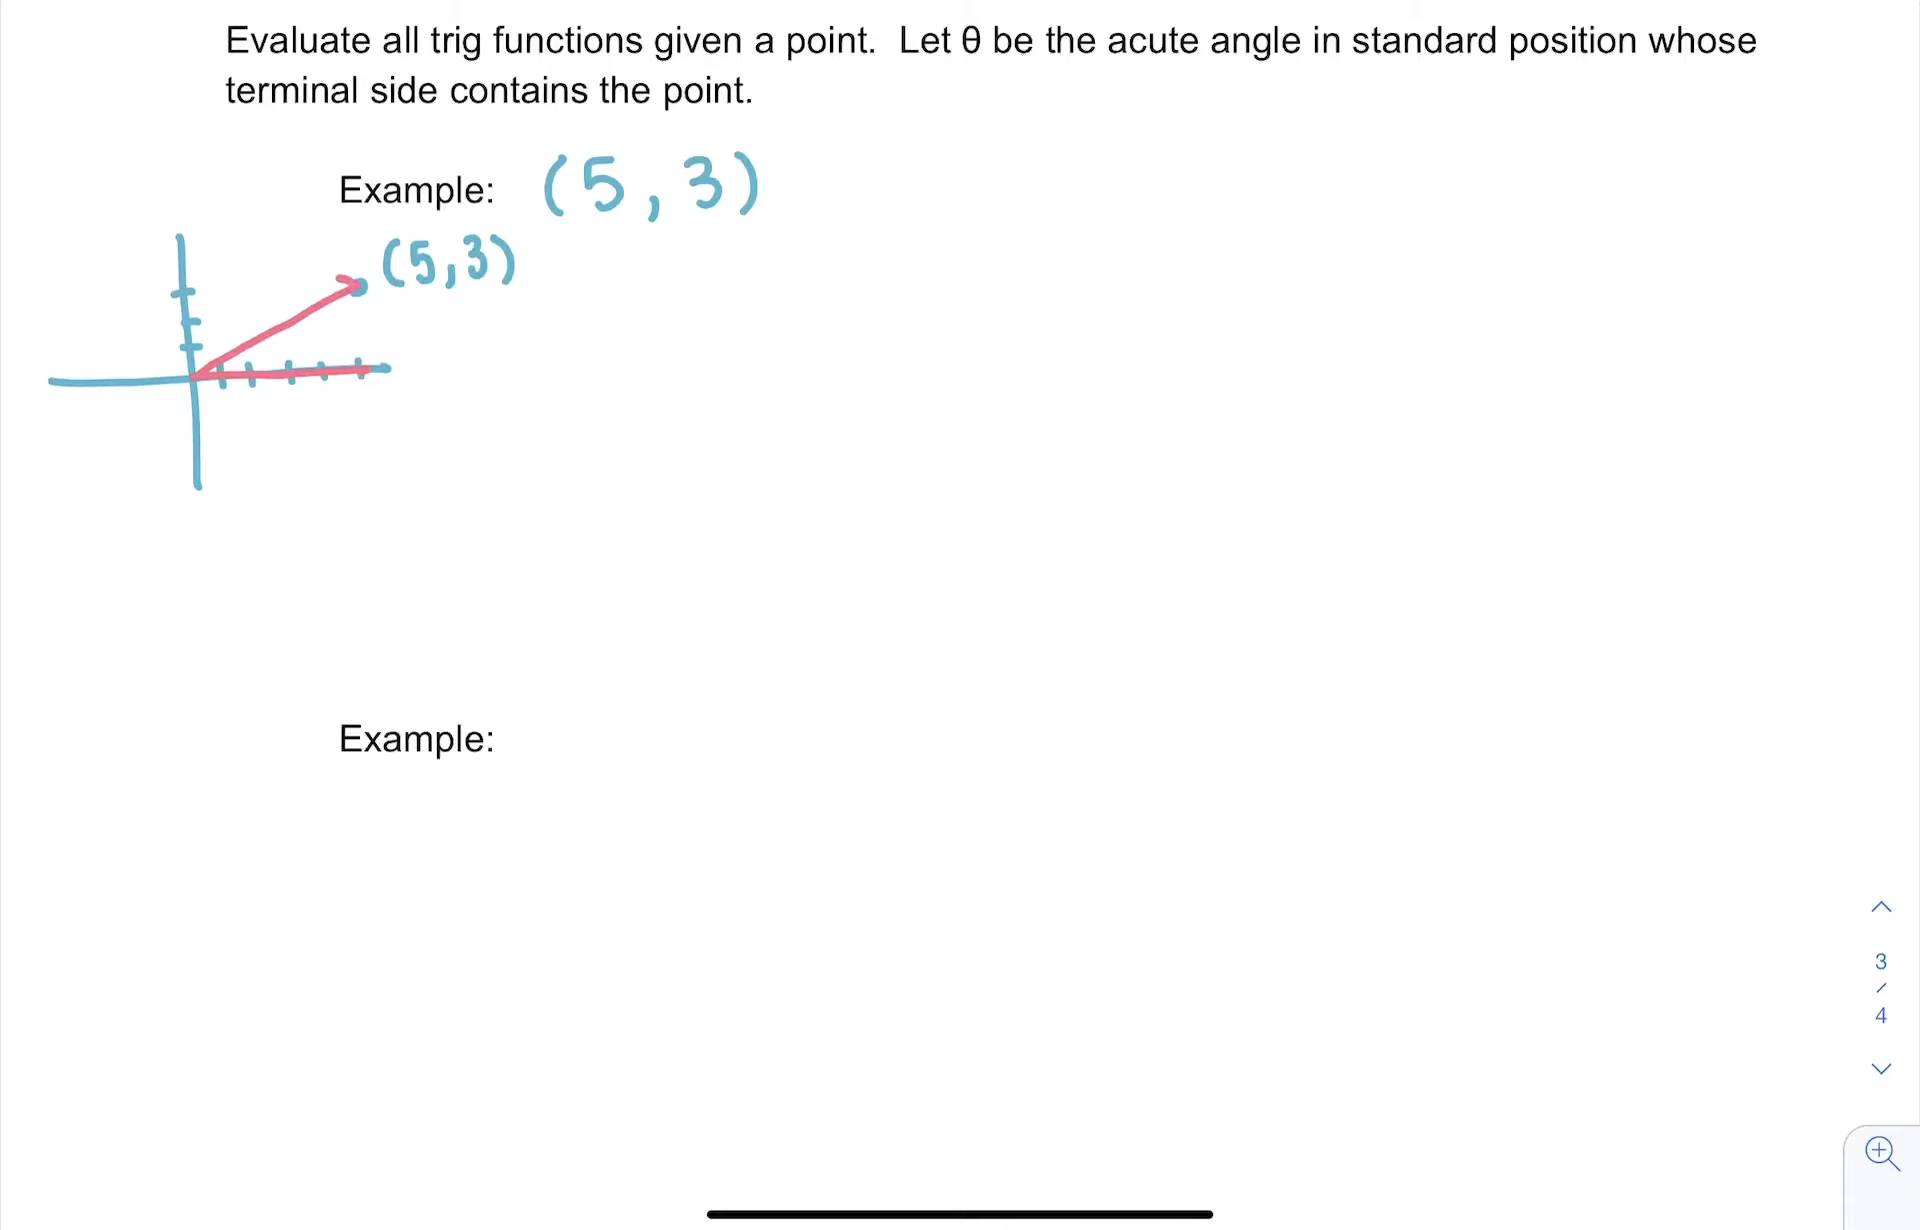 Evaluate all trig functions given a point.  Let θ be the acute angle in standard position whose
terminal side contains the point.
Example: (5, 3)
(5,3)
Example:
3
/
4